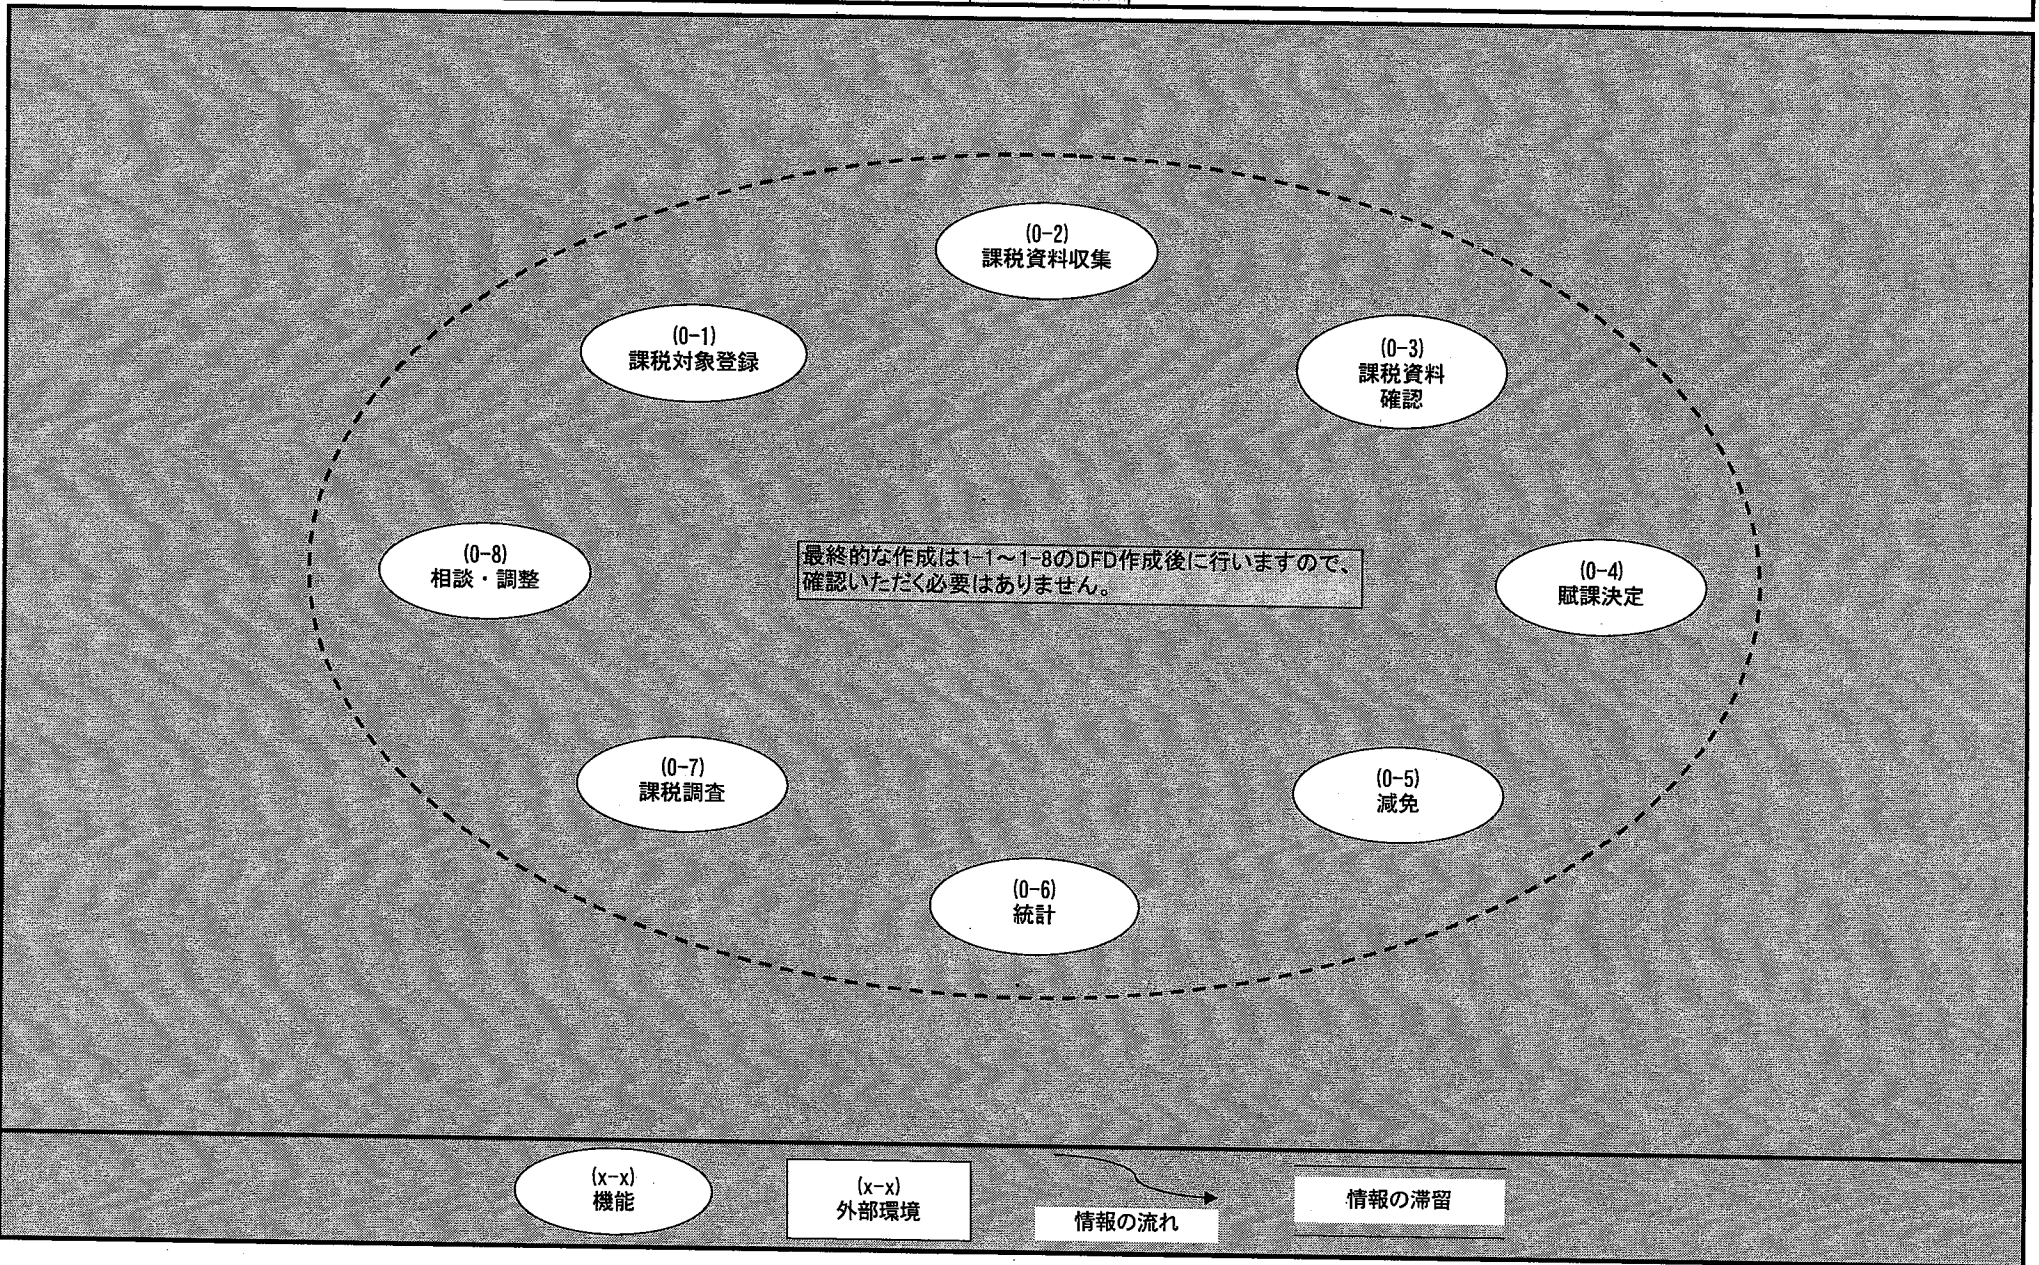 (0-2)
課税資料収集
(0-1)
課税対象登録
(0-3)
課税資料
確認
(0-8)
相談・調整
最終的な作成は1-1～1-8のDFD作成後に行いますので、
確認いただく必要はありません。
(0-4)
賦課決定
(0-7)
課税調査
(0-5)
減免
(0-6)
統計
(x-x)
機能
(x-x)
外部環境
情報の流れ
情報の滞留